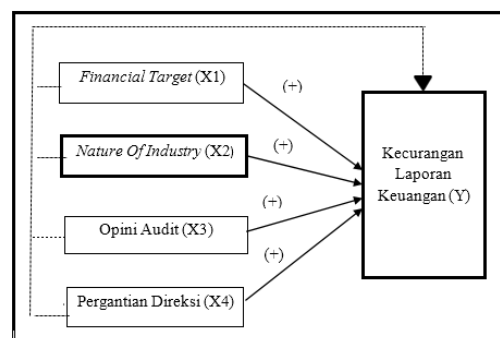 Financial Target (X1)
(+)
Nature Of Industry (X2)
(+)
Kecurangan
Laporan
Keuangan (Y)
(+)
Opini Audit (X3)
(+)
Pergantian Direksi (X4)